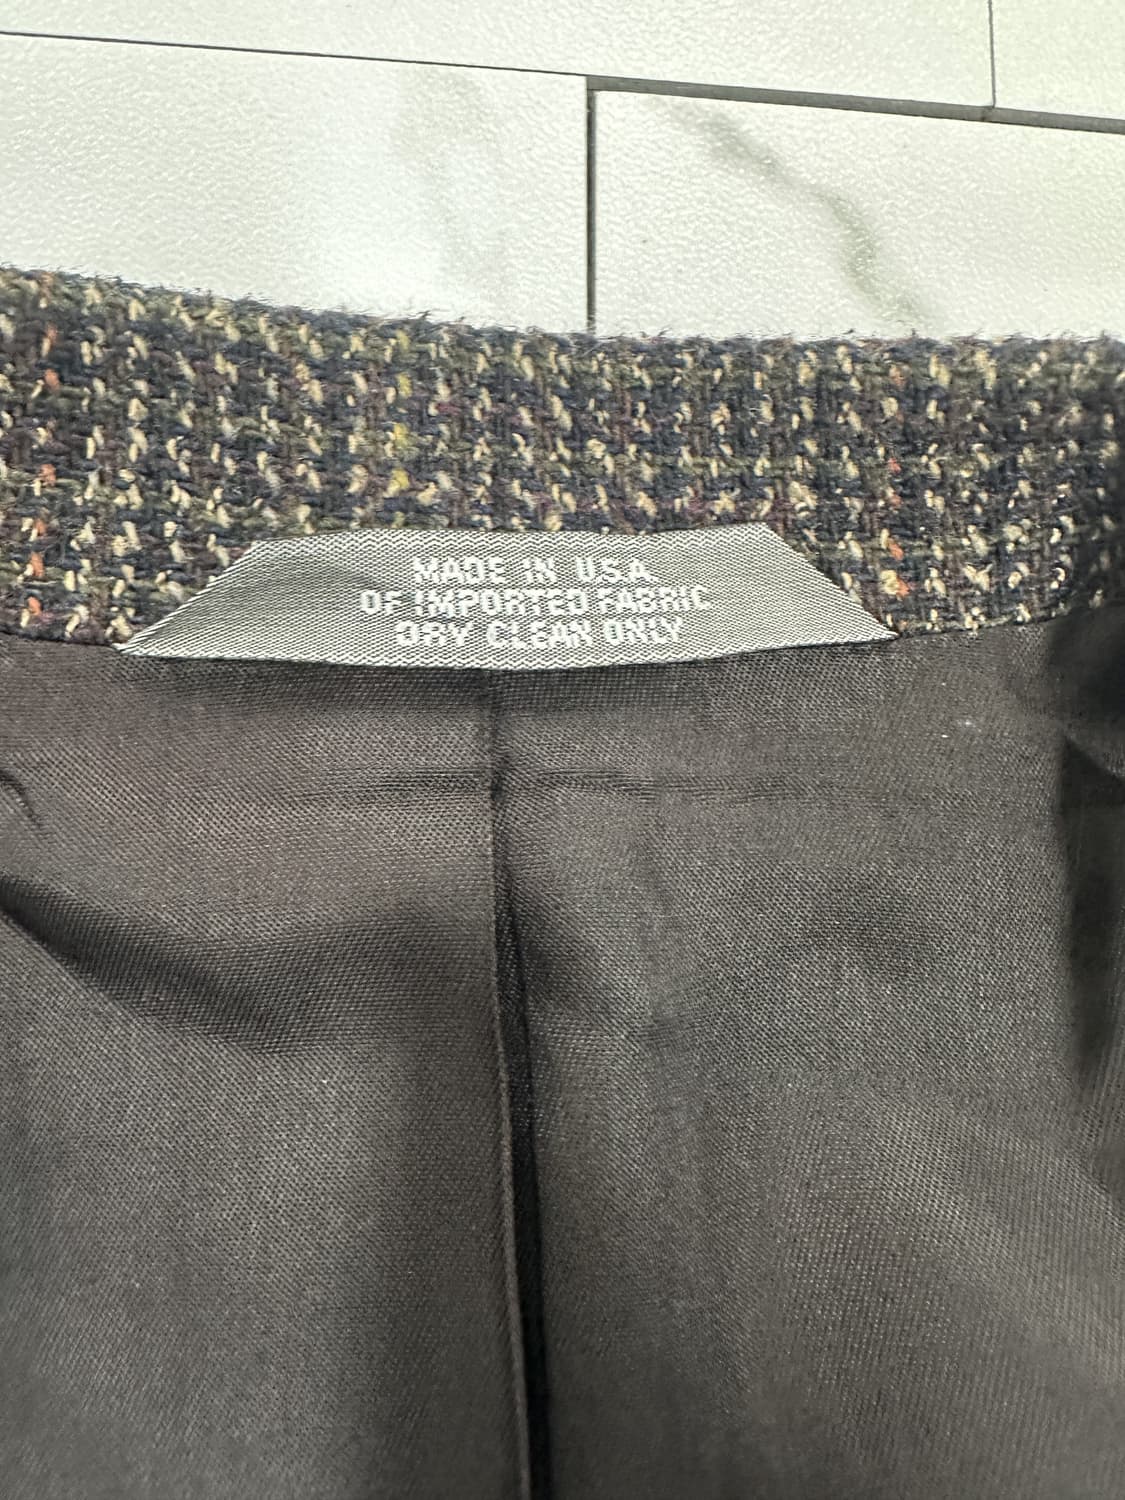 MADE IN U.S.A.
OF IMPORTED FABRIC
DRY CLEAN ONLY